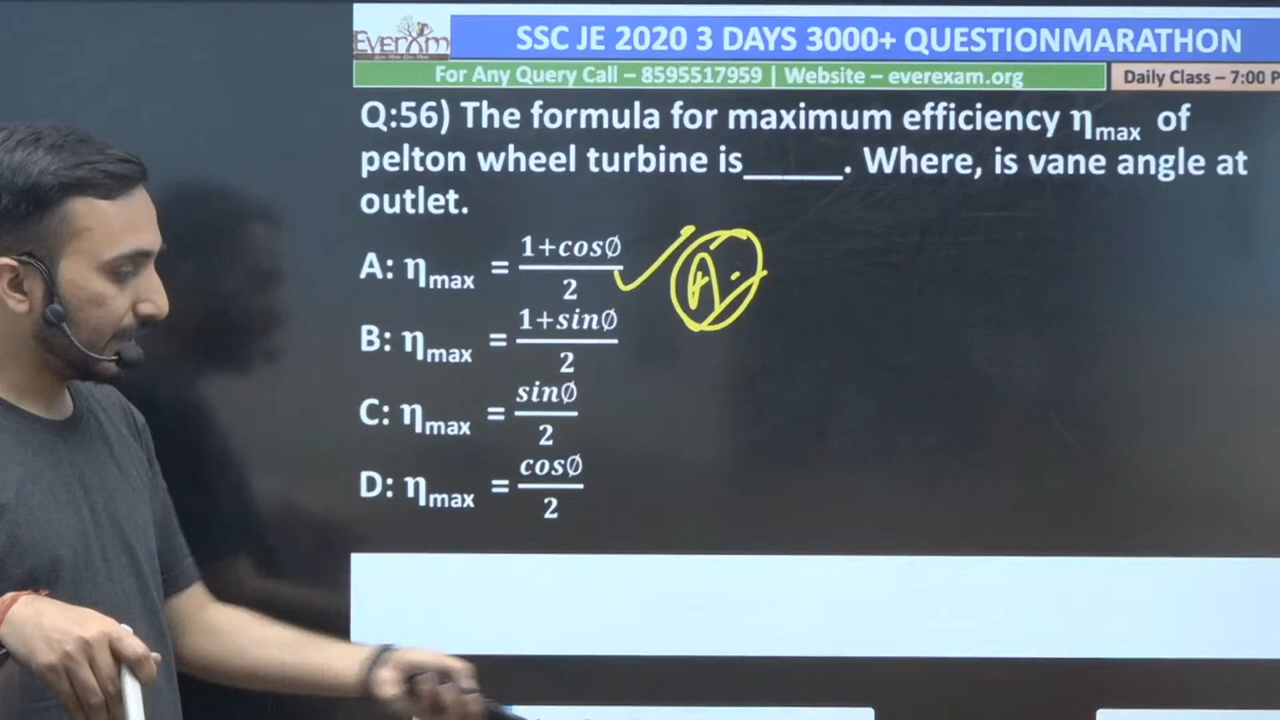 EVEREXAM
SSC JE 2020 3 DAYS 3000+ QUESTIONMARATHON
For Any Query Call – 8595517959 | Website – everexam.org
Daily Class – 7:00 P
Q:56) The formula for maximum efficiency η_max of
pelton wheel turbine is_____. Where, is vane angle at
outlet.
A: η_max = (1+cosØ)/2
A.
B: η_max = (1+sinØ)/2
C: η_max = sinØ/2
D: η_max = cosØ/2